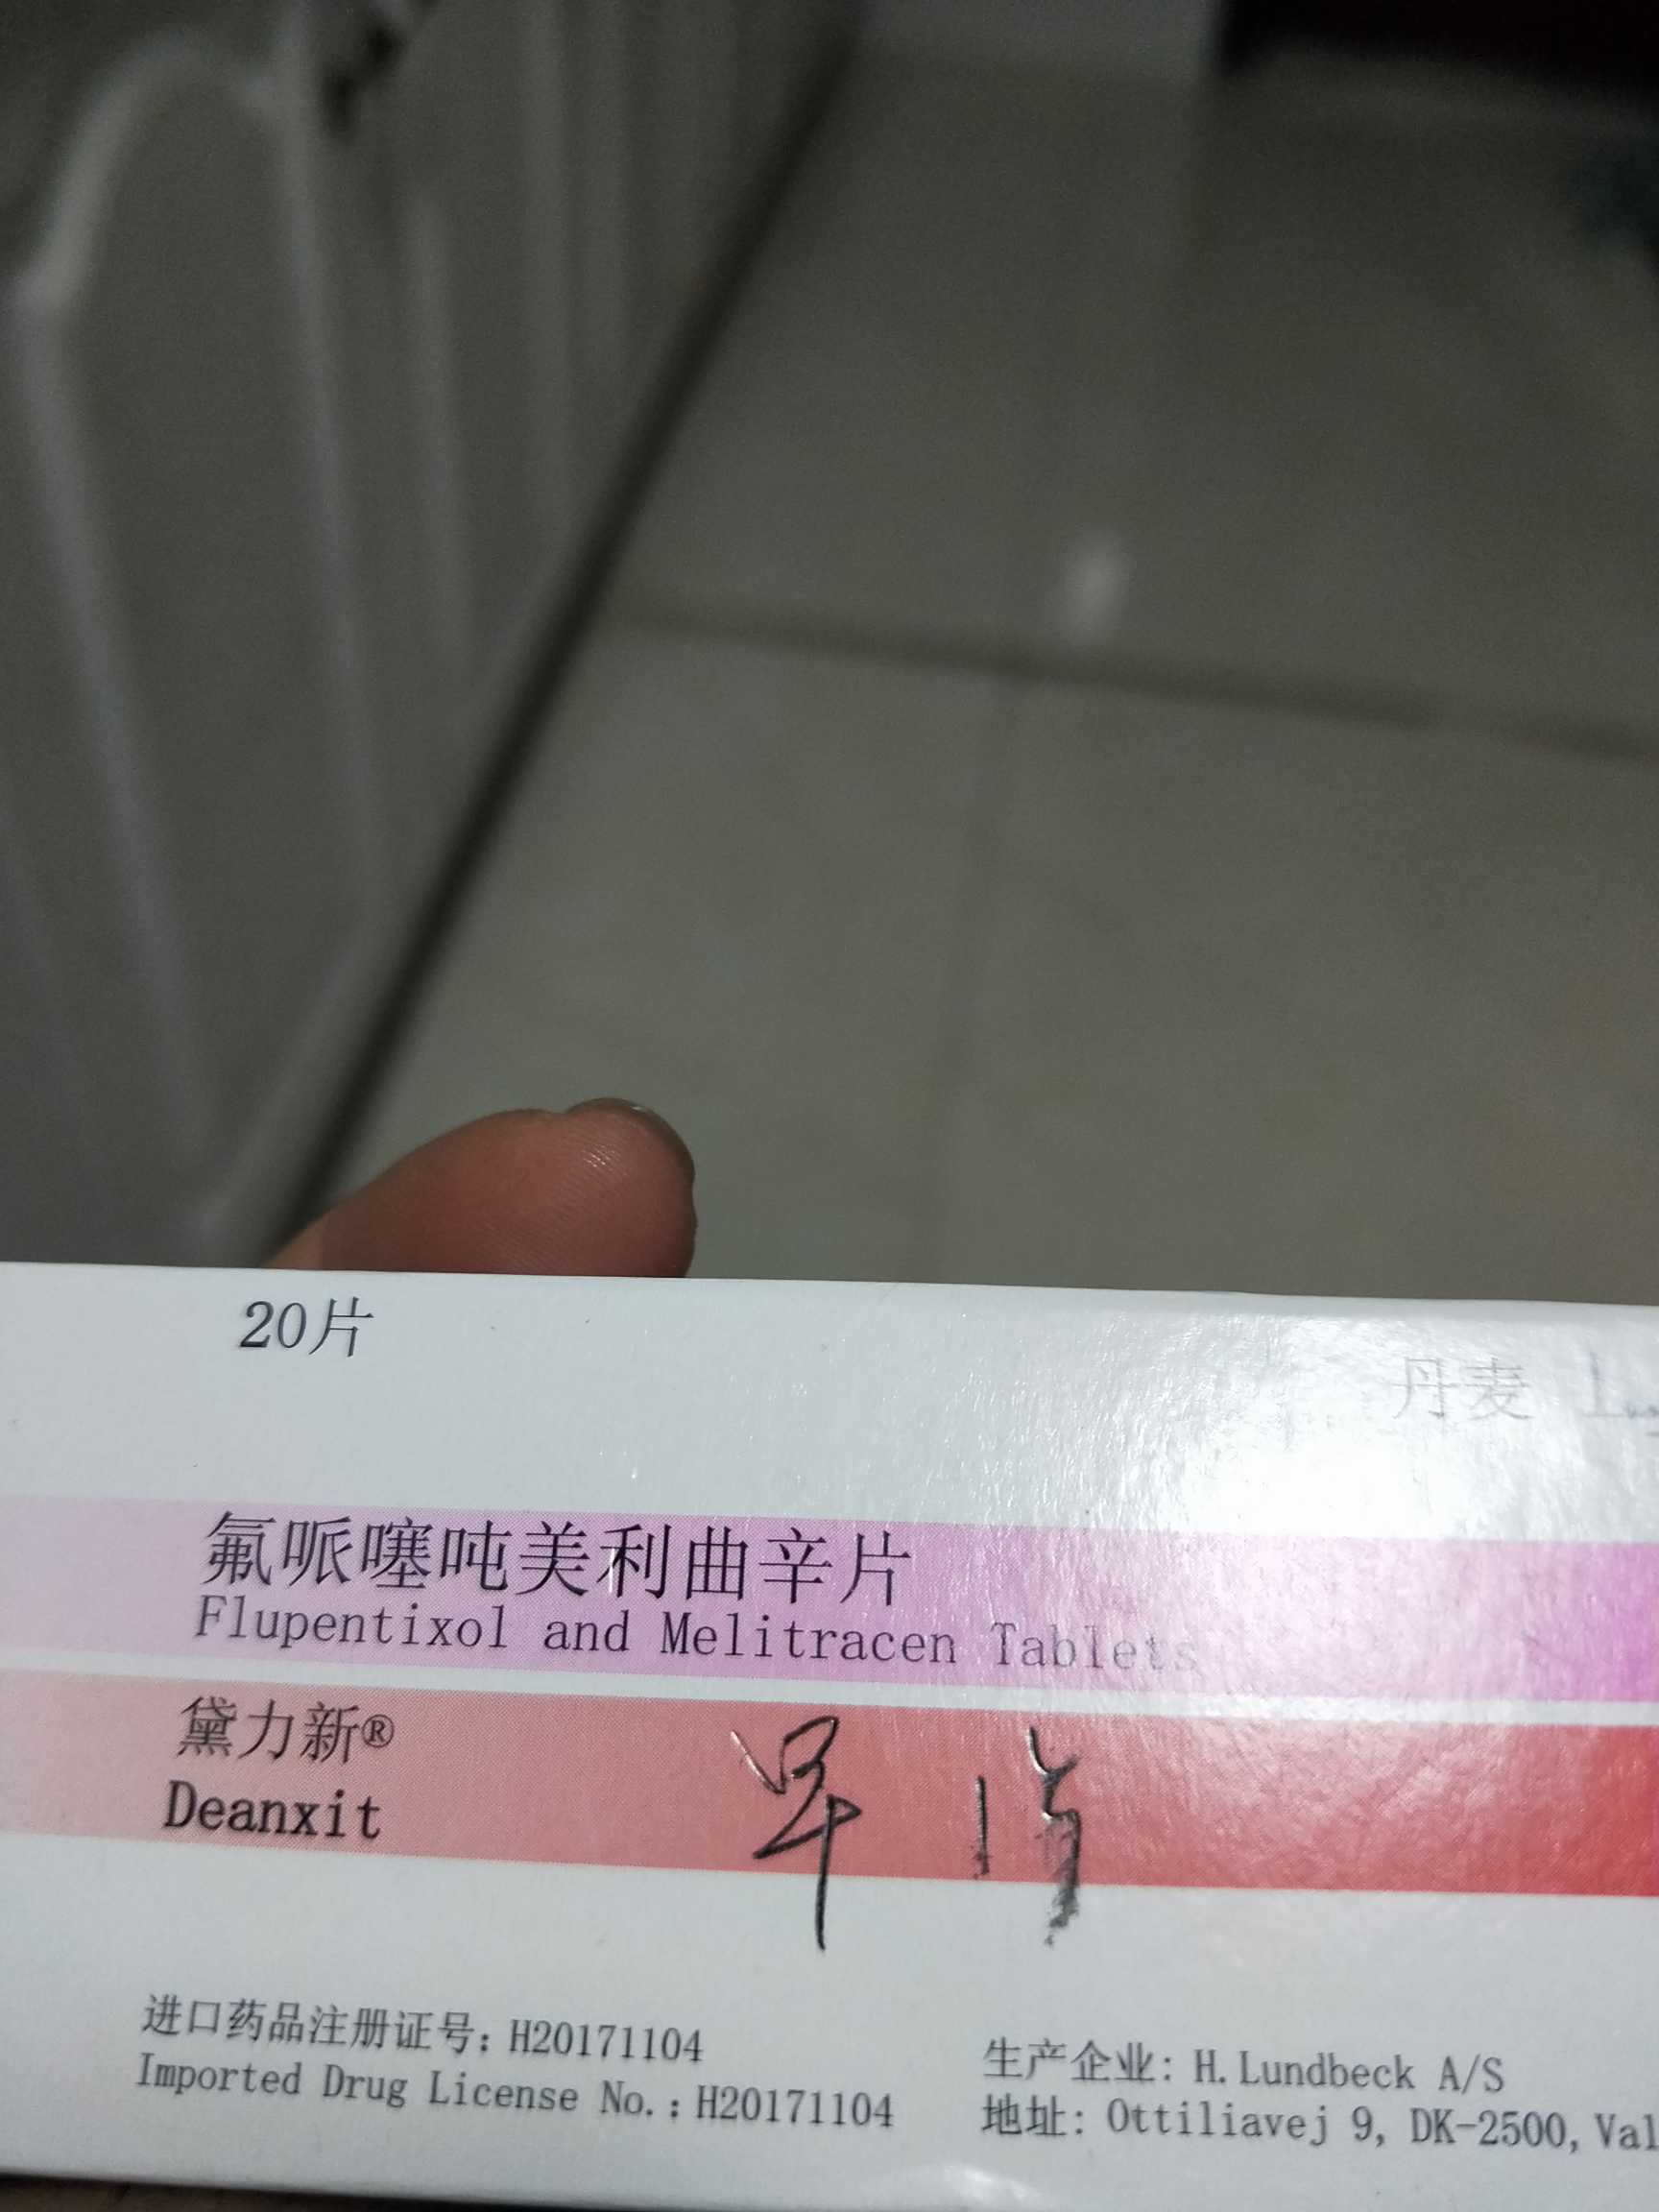 20片
丹麦
氟哌噻吨美利曲辛片
Flupentixol and Melitracen Tablets
黛力新®
Deanxit
早 1片
进口药品注册证号: H20171104
Imported Drug License No.: H20171104
生产企业: H. Lundbeck A/S
地址: Ottiliavej 9, DK-2500, Val